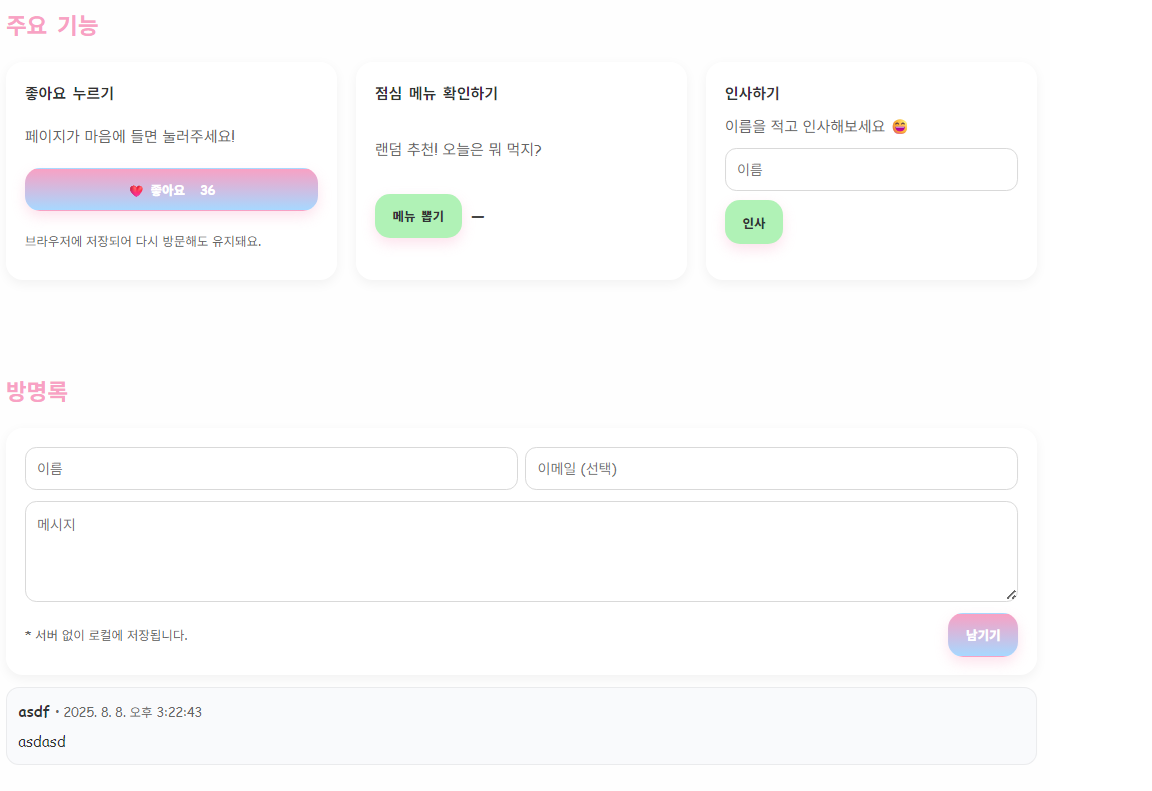 주요 기능
좋아요 누르기
페이지가 마음에 들면 눌러주세요!
💔 좋아요 36
브라우저에 저장되어 다시 방문해도 유지돼요.
점심 메뉴 확인하기
랜덤 추천! 오늘은 뭐 먹지?
메뉴 뽑기 —
인사하기
이름을 적고 인사해보세요 😄
이름
인사
방명록
이름 이메일 (선택)
메시지
* 서버 없이 로컬에 저장됩니다. 남기기
asdf • 2025. 8. 8. 오후 3:22:43
asdasd